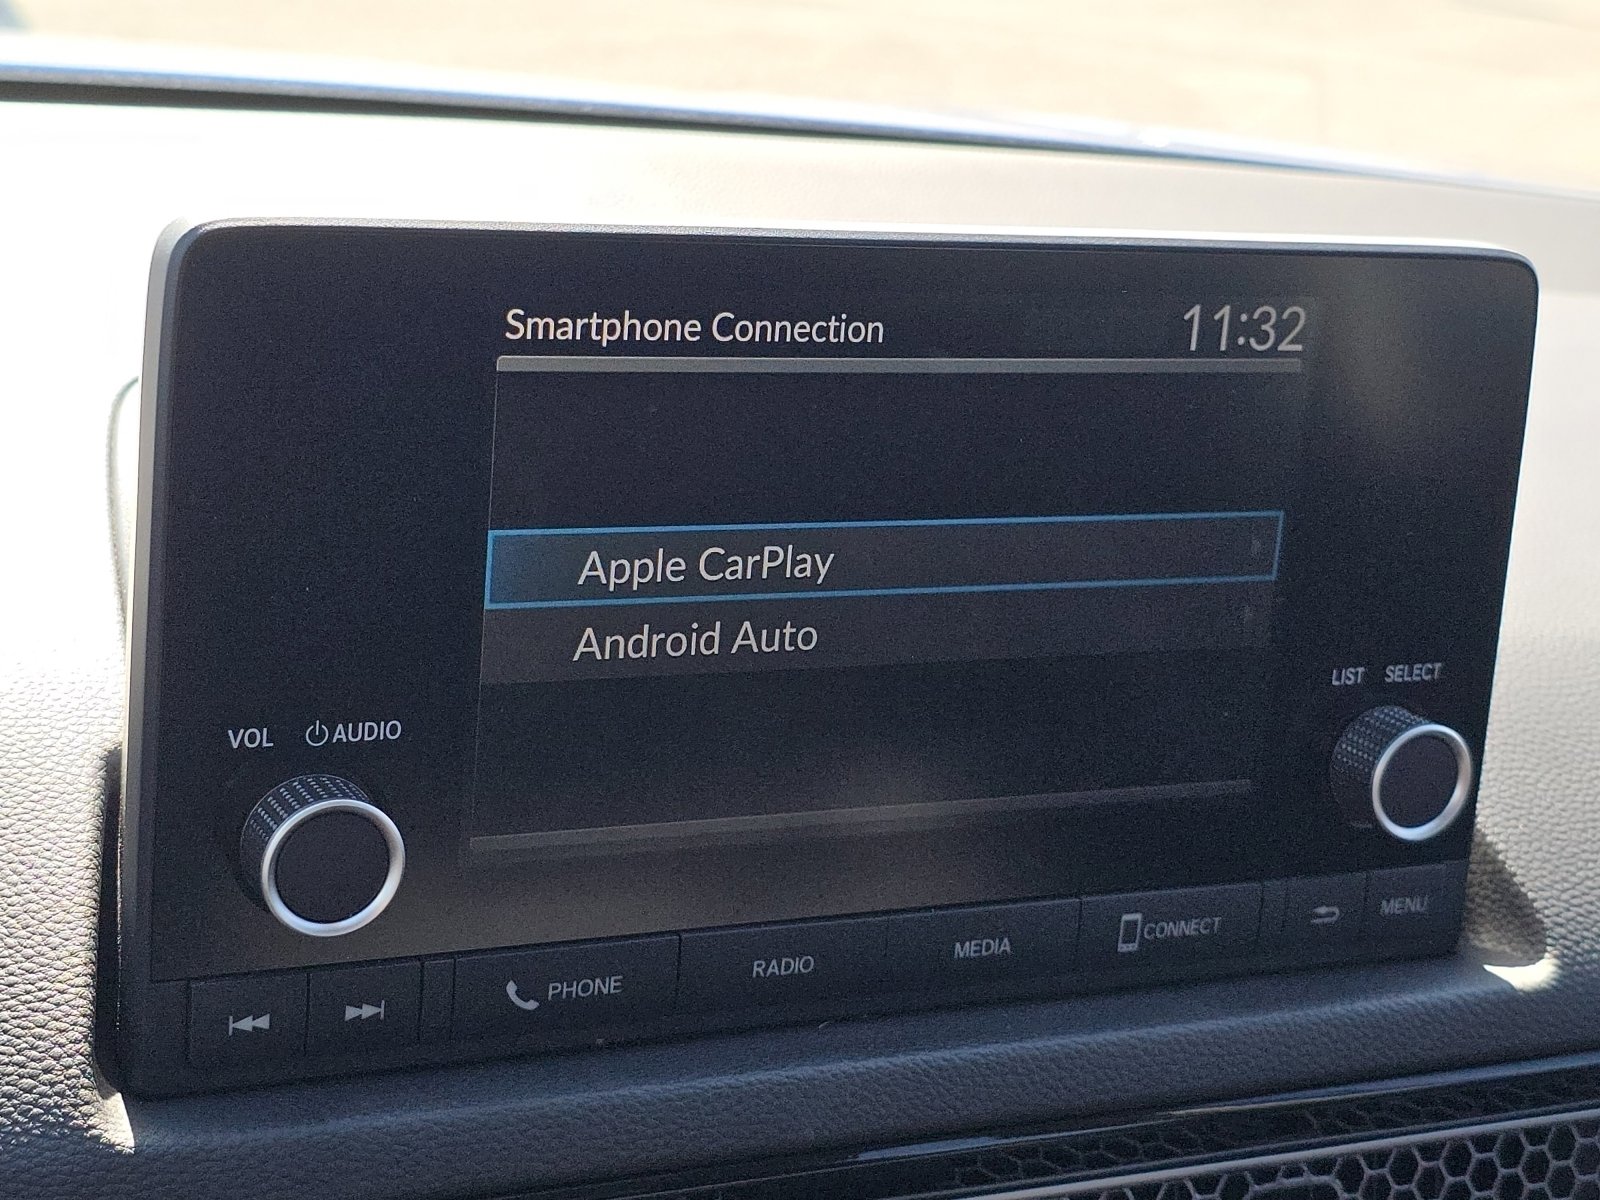 Smartphone Connection 11:32
Apple CarPlay
Android Auto
LIST SELECT
VOL AUDIO
PHONE RADIO MEDIA CONNECT MENU